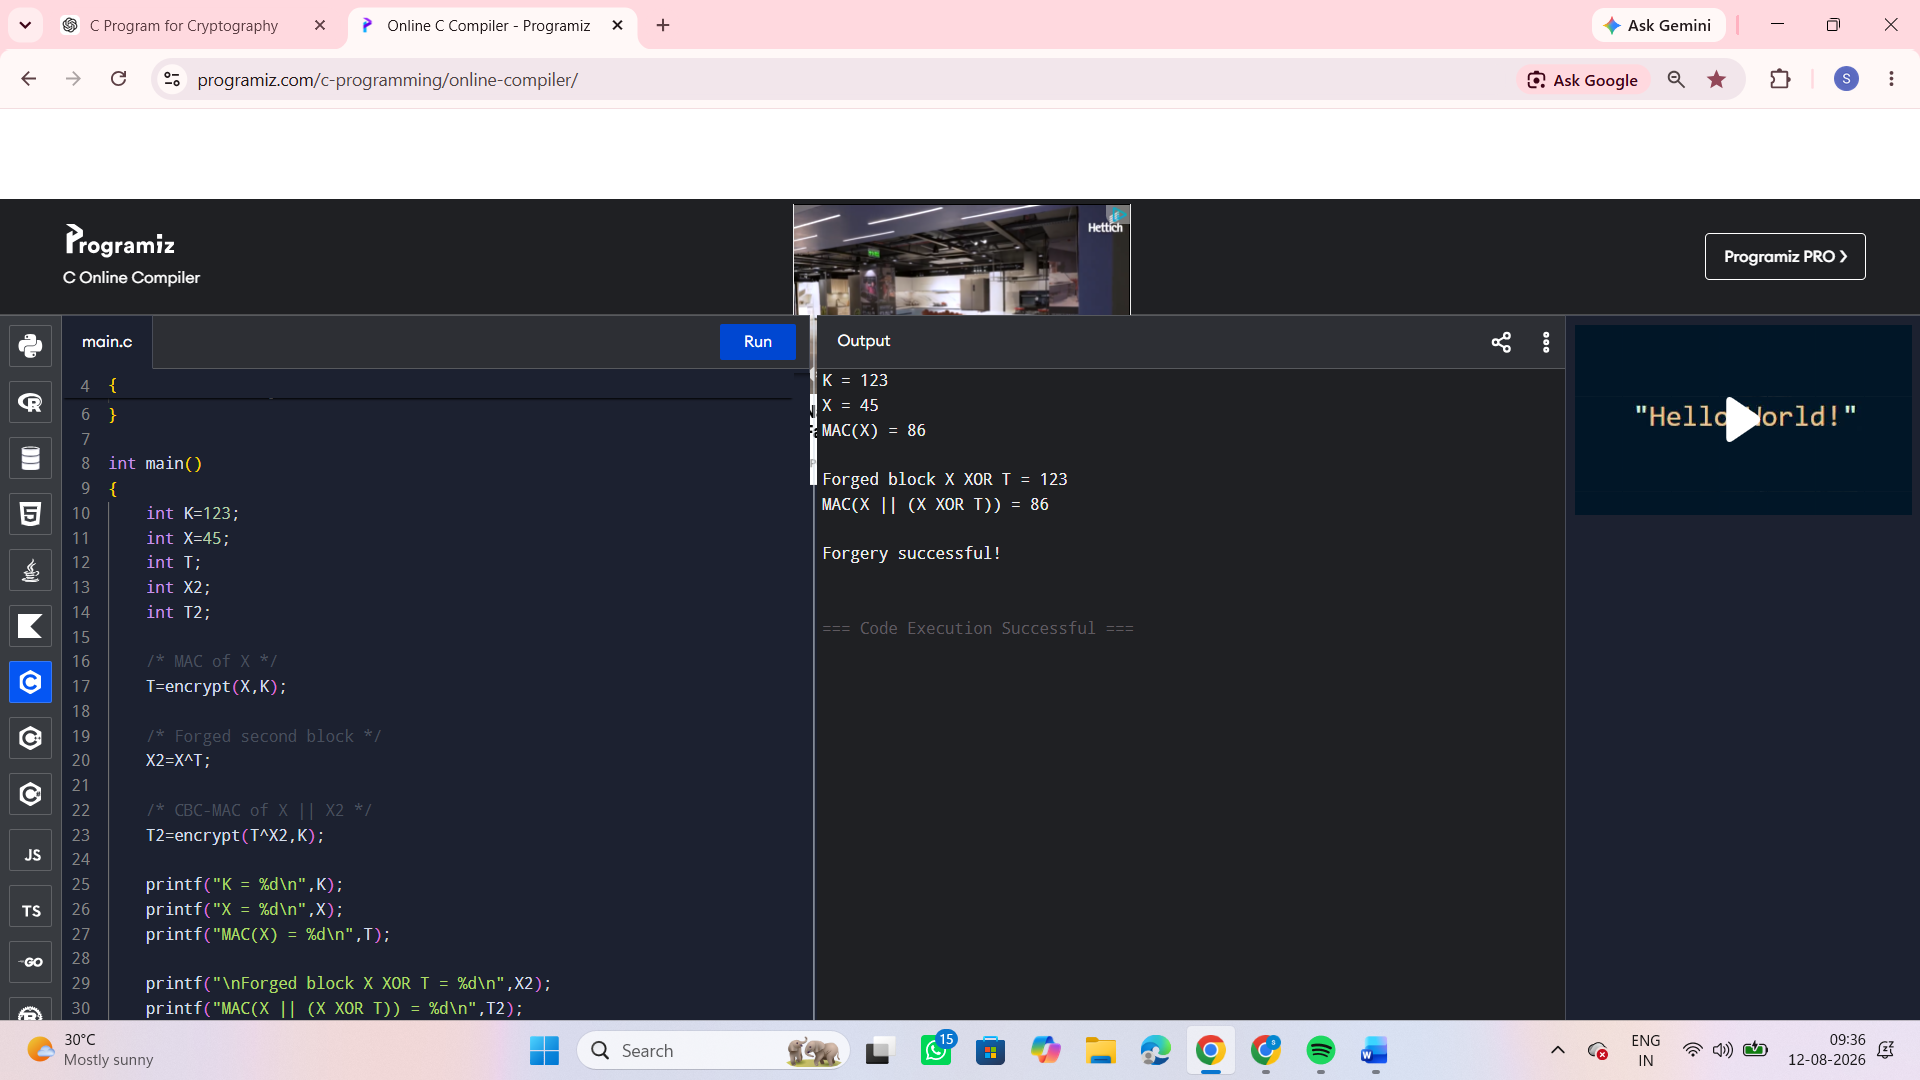 C Program for Cryptography
Online C Compiler - Programiz
Ask Gemini
programiz.com/c-programming/online-compiler/
Ask Google
S
Programiz
C Online Compiler
Hettich
Programiz PRO
main.c
Run
Output
4 {
6 }
7
8 int main()
9 {
10 int K=123;
11 int X=45;
12 int T;
13 int X2;
14 int T2;
15
16 /* MAC of X */
17 T=encrypt(X,K);
18
19 /* Forged second block */
20 X2=X^T;
21
22 /* CBC-MAC of X || X2 */
23 T2=encrypt(T^X2,K);
24
25 printf("K = %d\n",K);
26 printf("X = %d\n",X);
27 printf("MAC(X) = %d\n",T);
28
29 printf("\nForged block X XOR T = %d\n",X2);
30 printf("MAC(X || (X XOR T)) = %d\n",T2);
K = 123
X = 45
MAC(X) = 86
Forged block X XOR T = 123
MAC(X || (X XOR T)) = 86
Forgery successful!
=== Code Execution Successful ===
JS
TS
GO
30°C
Mostly sunny
Search
15
ENG
IN
09:36
12-08-2026